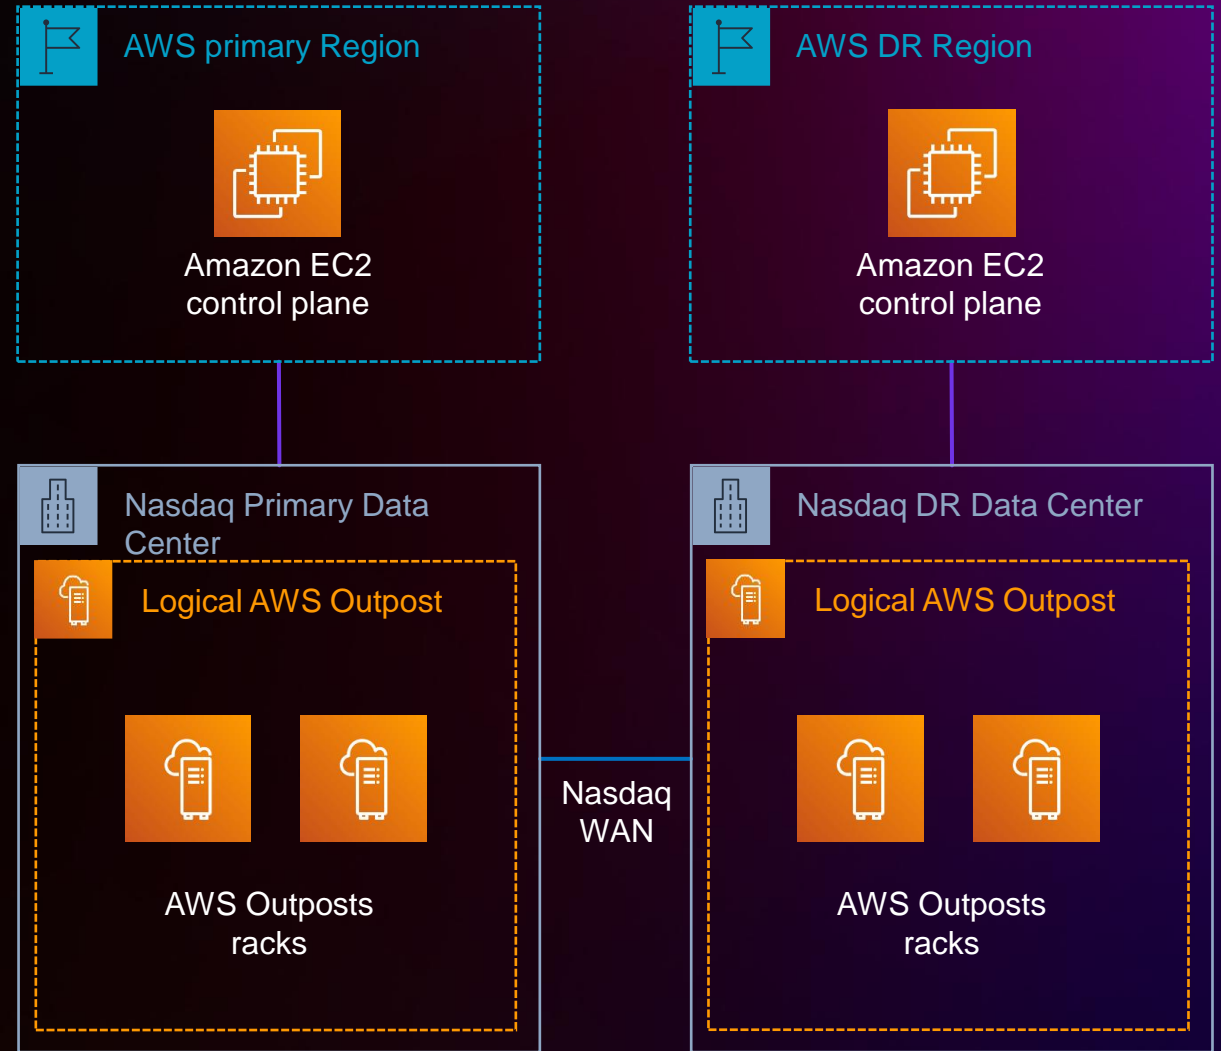 AWS primary Region
AWS DR Region
Amazon EC2
control plane
Amazon EC2
control plane
Nasdaq Primary Data
Center
Nasdaq DR Data Center
Logical AWS Outpost
Logical AWS Outpost
Nasdaq
WAN
AWS Outposts
racks
AWS Outposts
racks